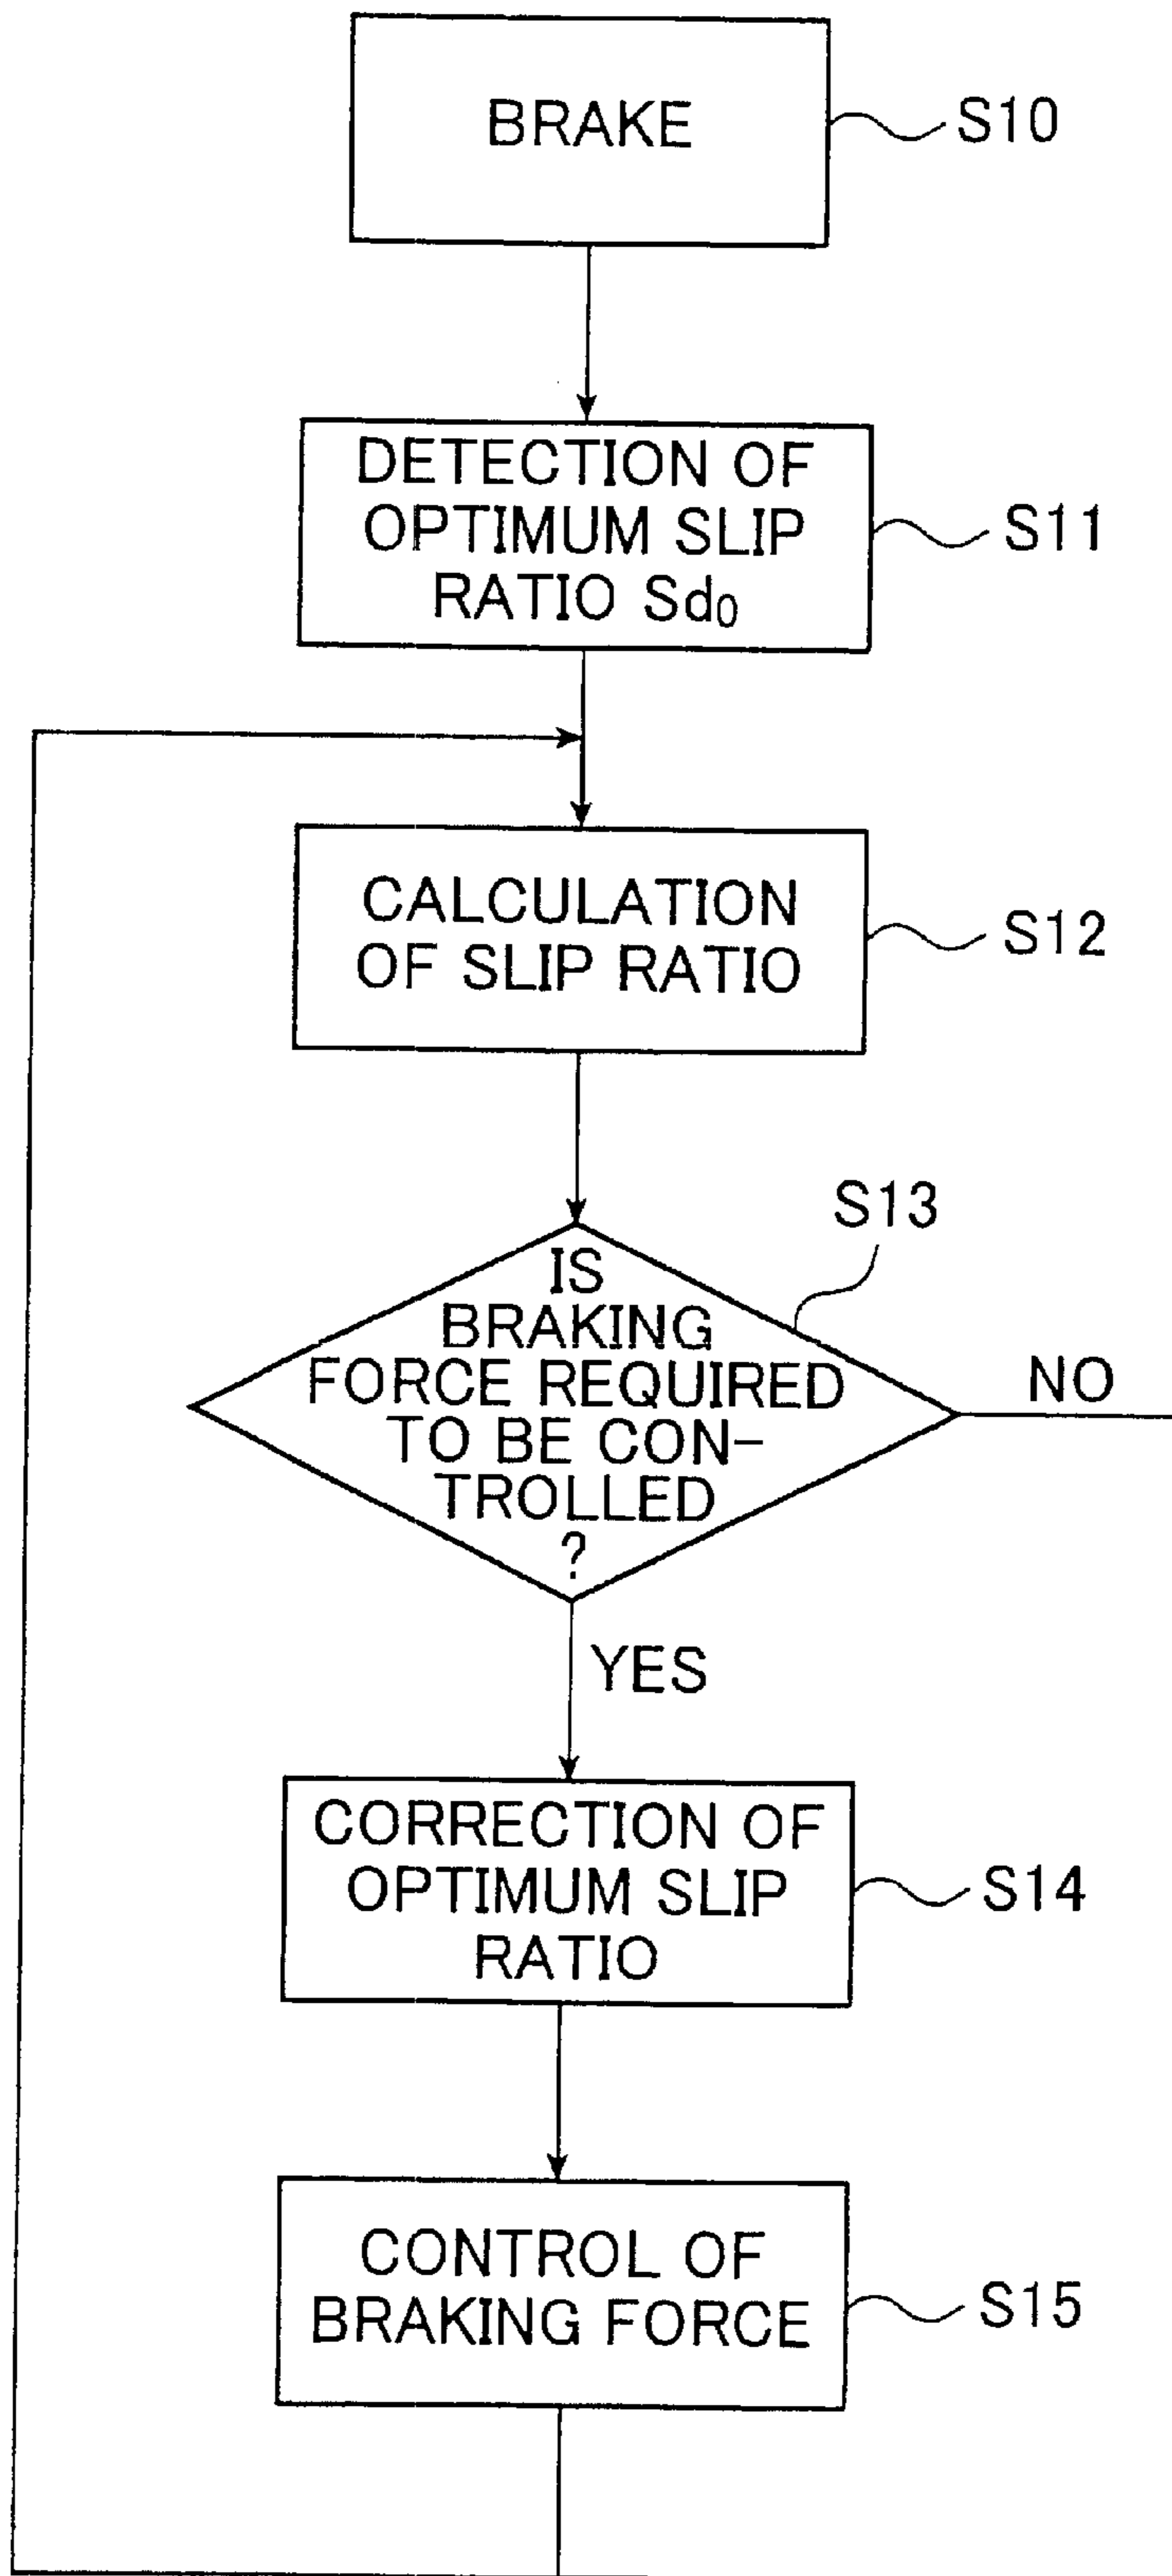 BRAKE
S10
DETECTION OF
OPTIMUM SLIP
RATIO Sd₀
S11
CALCULATION
OF SLIP RATIO
S12
S13
IS
BRAKING
FORCE REQUIRED
TO BE CON-
TROLLED
?
NO
YES
CORRECTION OF
OPTIMUM SLIP
RATIO
S14
CONTROL OF
BRAKING FORCE
S15